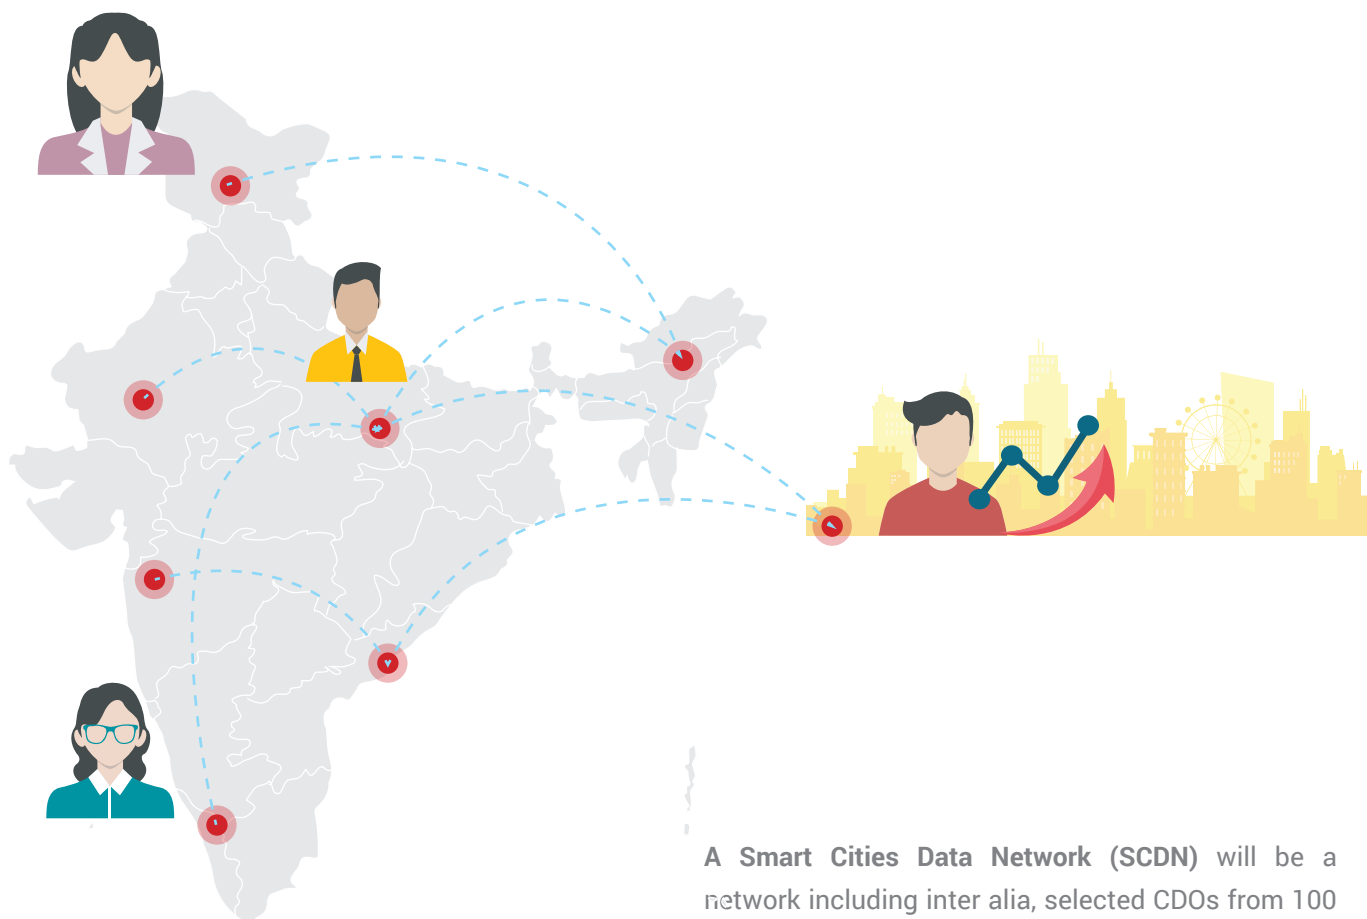 A Smart Cities Data Network (SCDN) will be a
network including inter alia, selected CDOs from 100